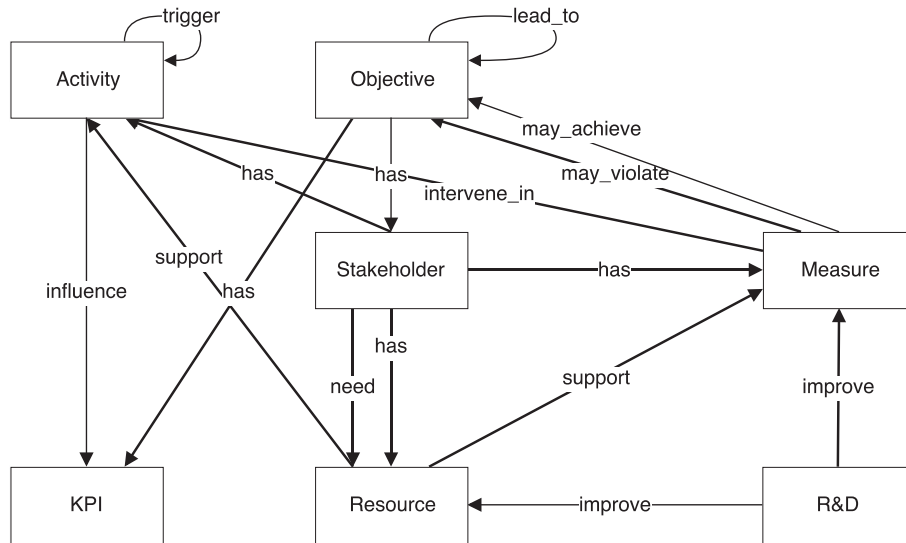 trigger
lead_to
Activity
Objective
may_achieve
has
has
may_violate
intervene_in
support
Stakeholder
has
Measure
influence
has
has
need
support
improve
KPI
Resource
improve
R&D